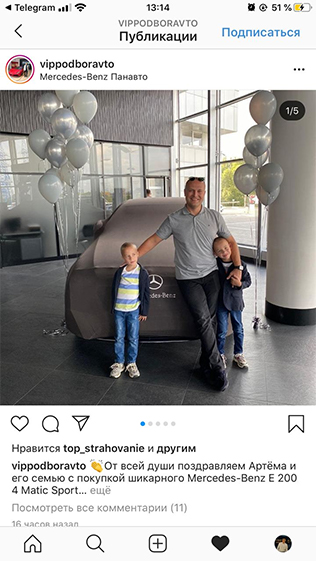 Telegram 13:14 51 %
VIPPODBORAVTO
Публикации Подписаться
vippodboravto
Mercedes-Benz Панавто
1/5
Mercedes-Benz
Нравится top_strahovanie и другим
vippodboravto 👏От всей души поздравляем Артёма и
его семью с покупкой шикарного Mercedes-Benz E 200
4 Matic Sport... ещё
Посмотреть все комментарии (11)
16 часов назад